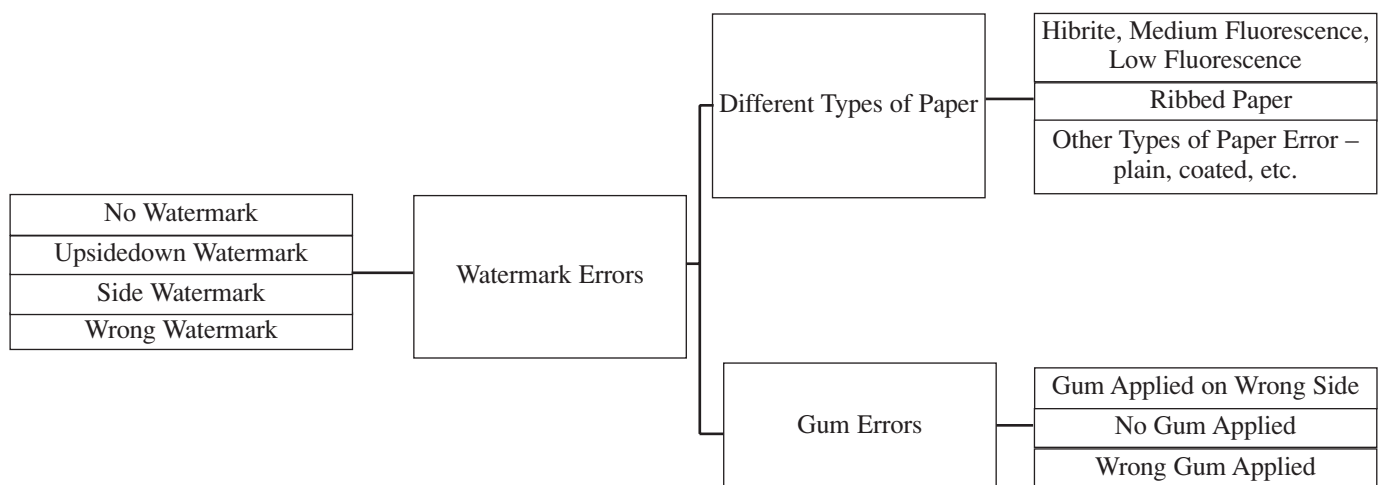 No Watermark
Upsidedown Watermark
Side Watermark
Wrong Watermark
Watermark Errors
Different Types of Paper
Hibrite, Medium Fluorescence,
Low Fluorescence
Ribbed Paper
Other Types of Paper Error –
plain, coated, etc.
Gum Errors
Gum Applied on Wrong Side
No Gum Applied
Wrong Gum Applied